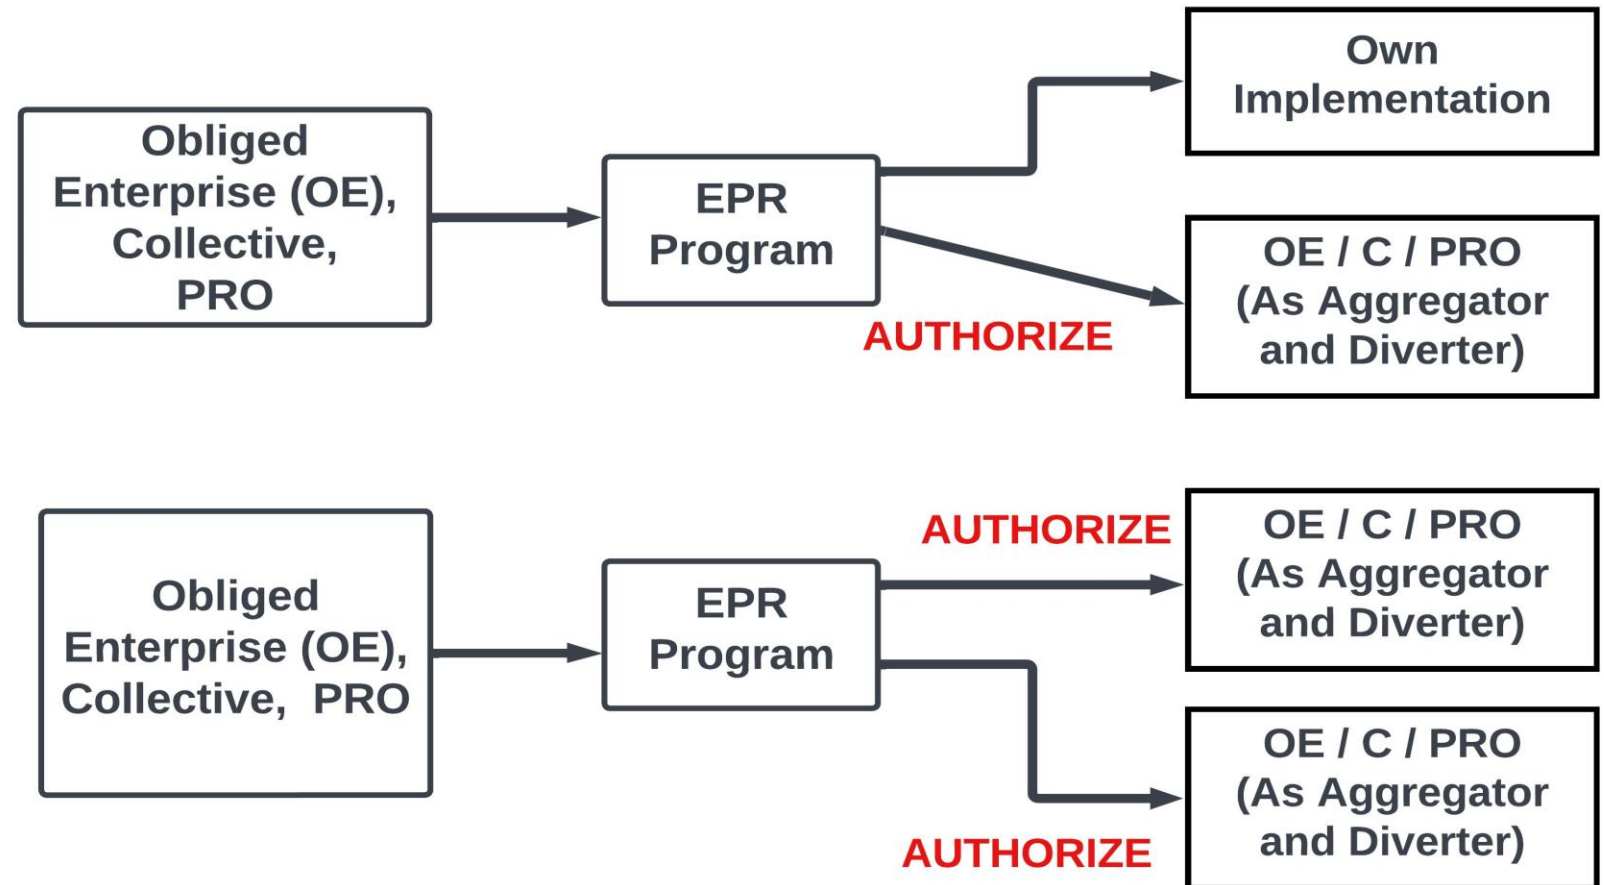 Obliged
Enterprise (OE),
Collective,
PRO
EPR
Program
Own
Implementation
OE / C / PRO
(As Aggregator
and Diverter)
AUTHORIZE
Obliged
Enterprise (OE),
Collective,  PRO
EPR
Program
AUTHORIZE
OE / C / PRO
(As Aggregator
and Diverter)
OE / C / PRO
(As Aggregator
and Diverter)
AUTHORIZE